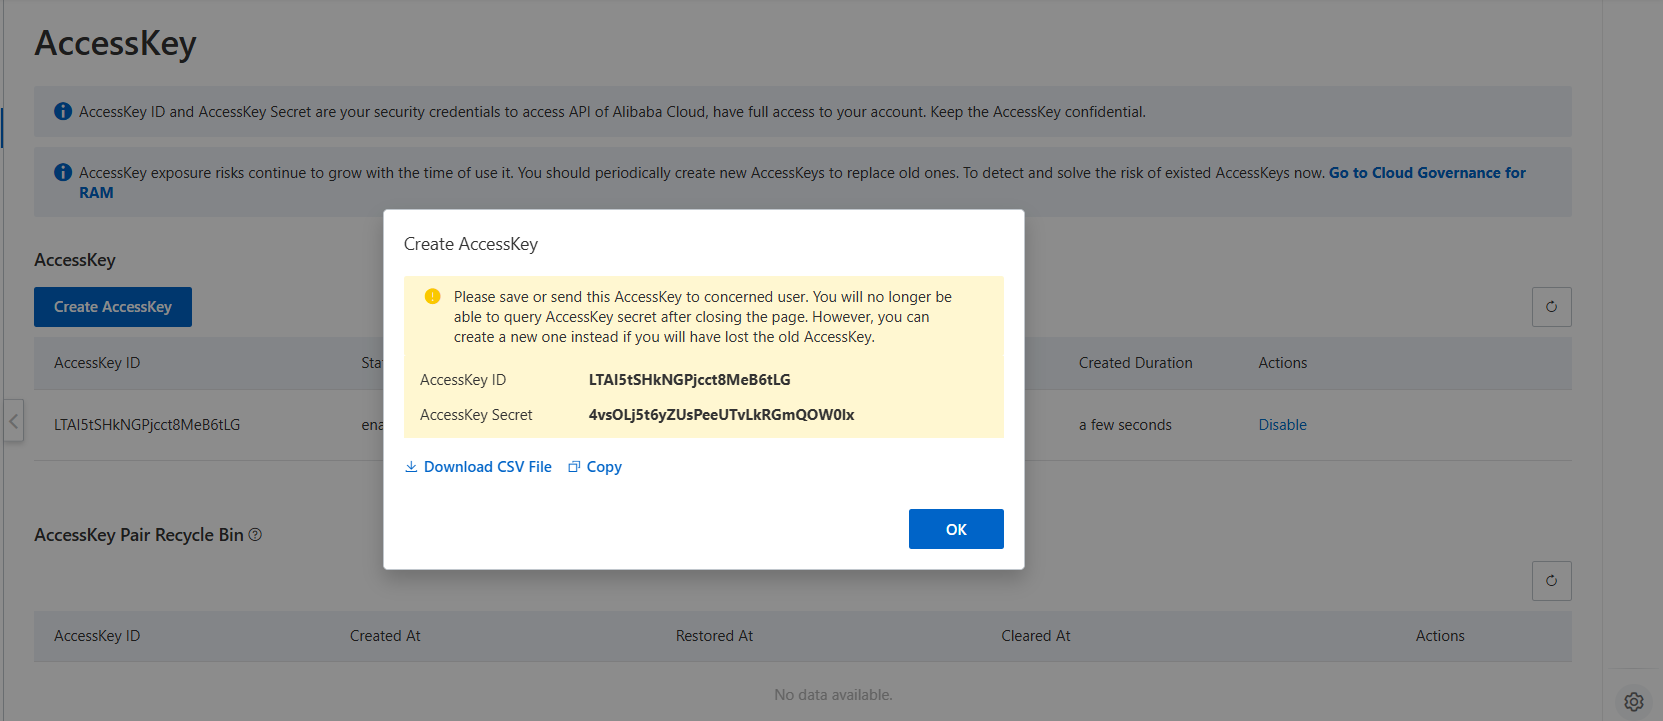 AccessKey
AccessKey ID and AccessKey Secret are your security credentials to access API of Alibaba Cloud, have full access to your account. Keep the AccessKey confidential.
AccessKey exposure risks continue to grow with the time of use it. You should periodically create new AccessKeys to replace old ones. To detect and solve the risk of existed AccessKeys now. Go to Cloud Governance for
RAM
AccessKey
Create AccessKey
AccessKey ID Sta Created Duration Actions
LTAI5tSHkNGPjcct8MeB6tLG ena a few seconds Disable
Create AccessKey
Please save or send this AccessKey to concerned user. You will no longer be
able to query AccessKey secret after closing the page. However, you can
create a new one instead if you will have lost the old AccessKey.
AccessKey ID LTAI5tSHkNGPjcct8MeB6tLG
AccessKey Secret 4vsOLj5t6yZUsPeeUTvLkRGmQOW0Ix
Download CSV File Copy
OK
AccessKey Pair Recycle Bin
AccessKey ID Created At Restored At Cleared At Actions
No data available.